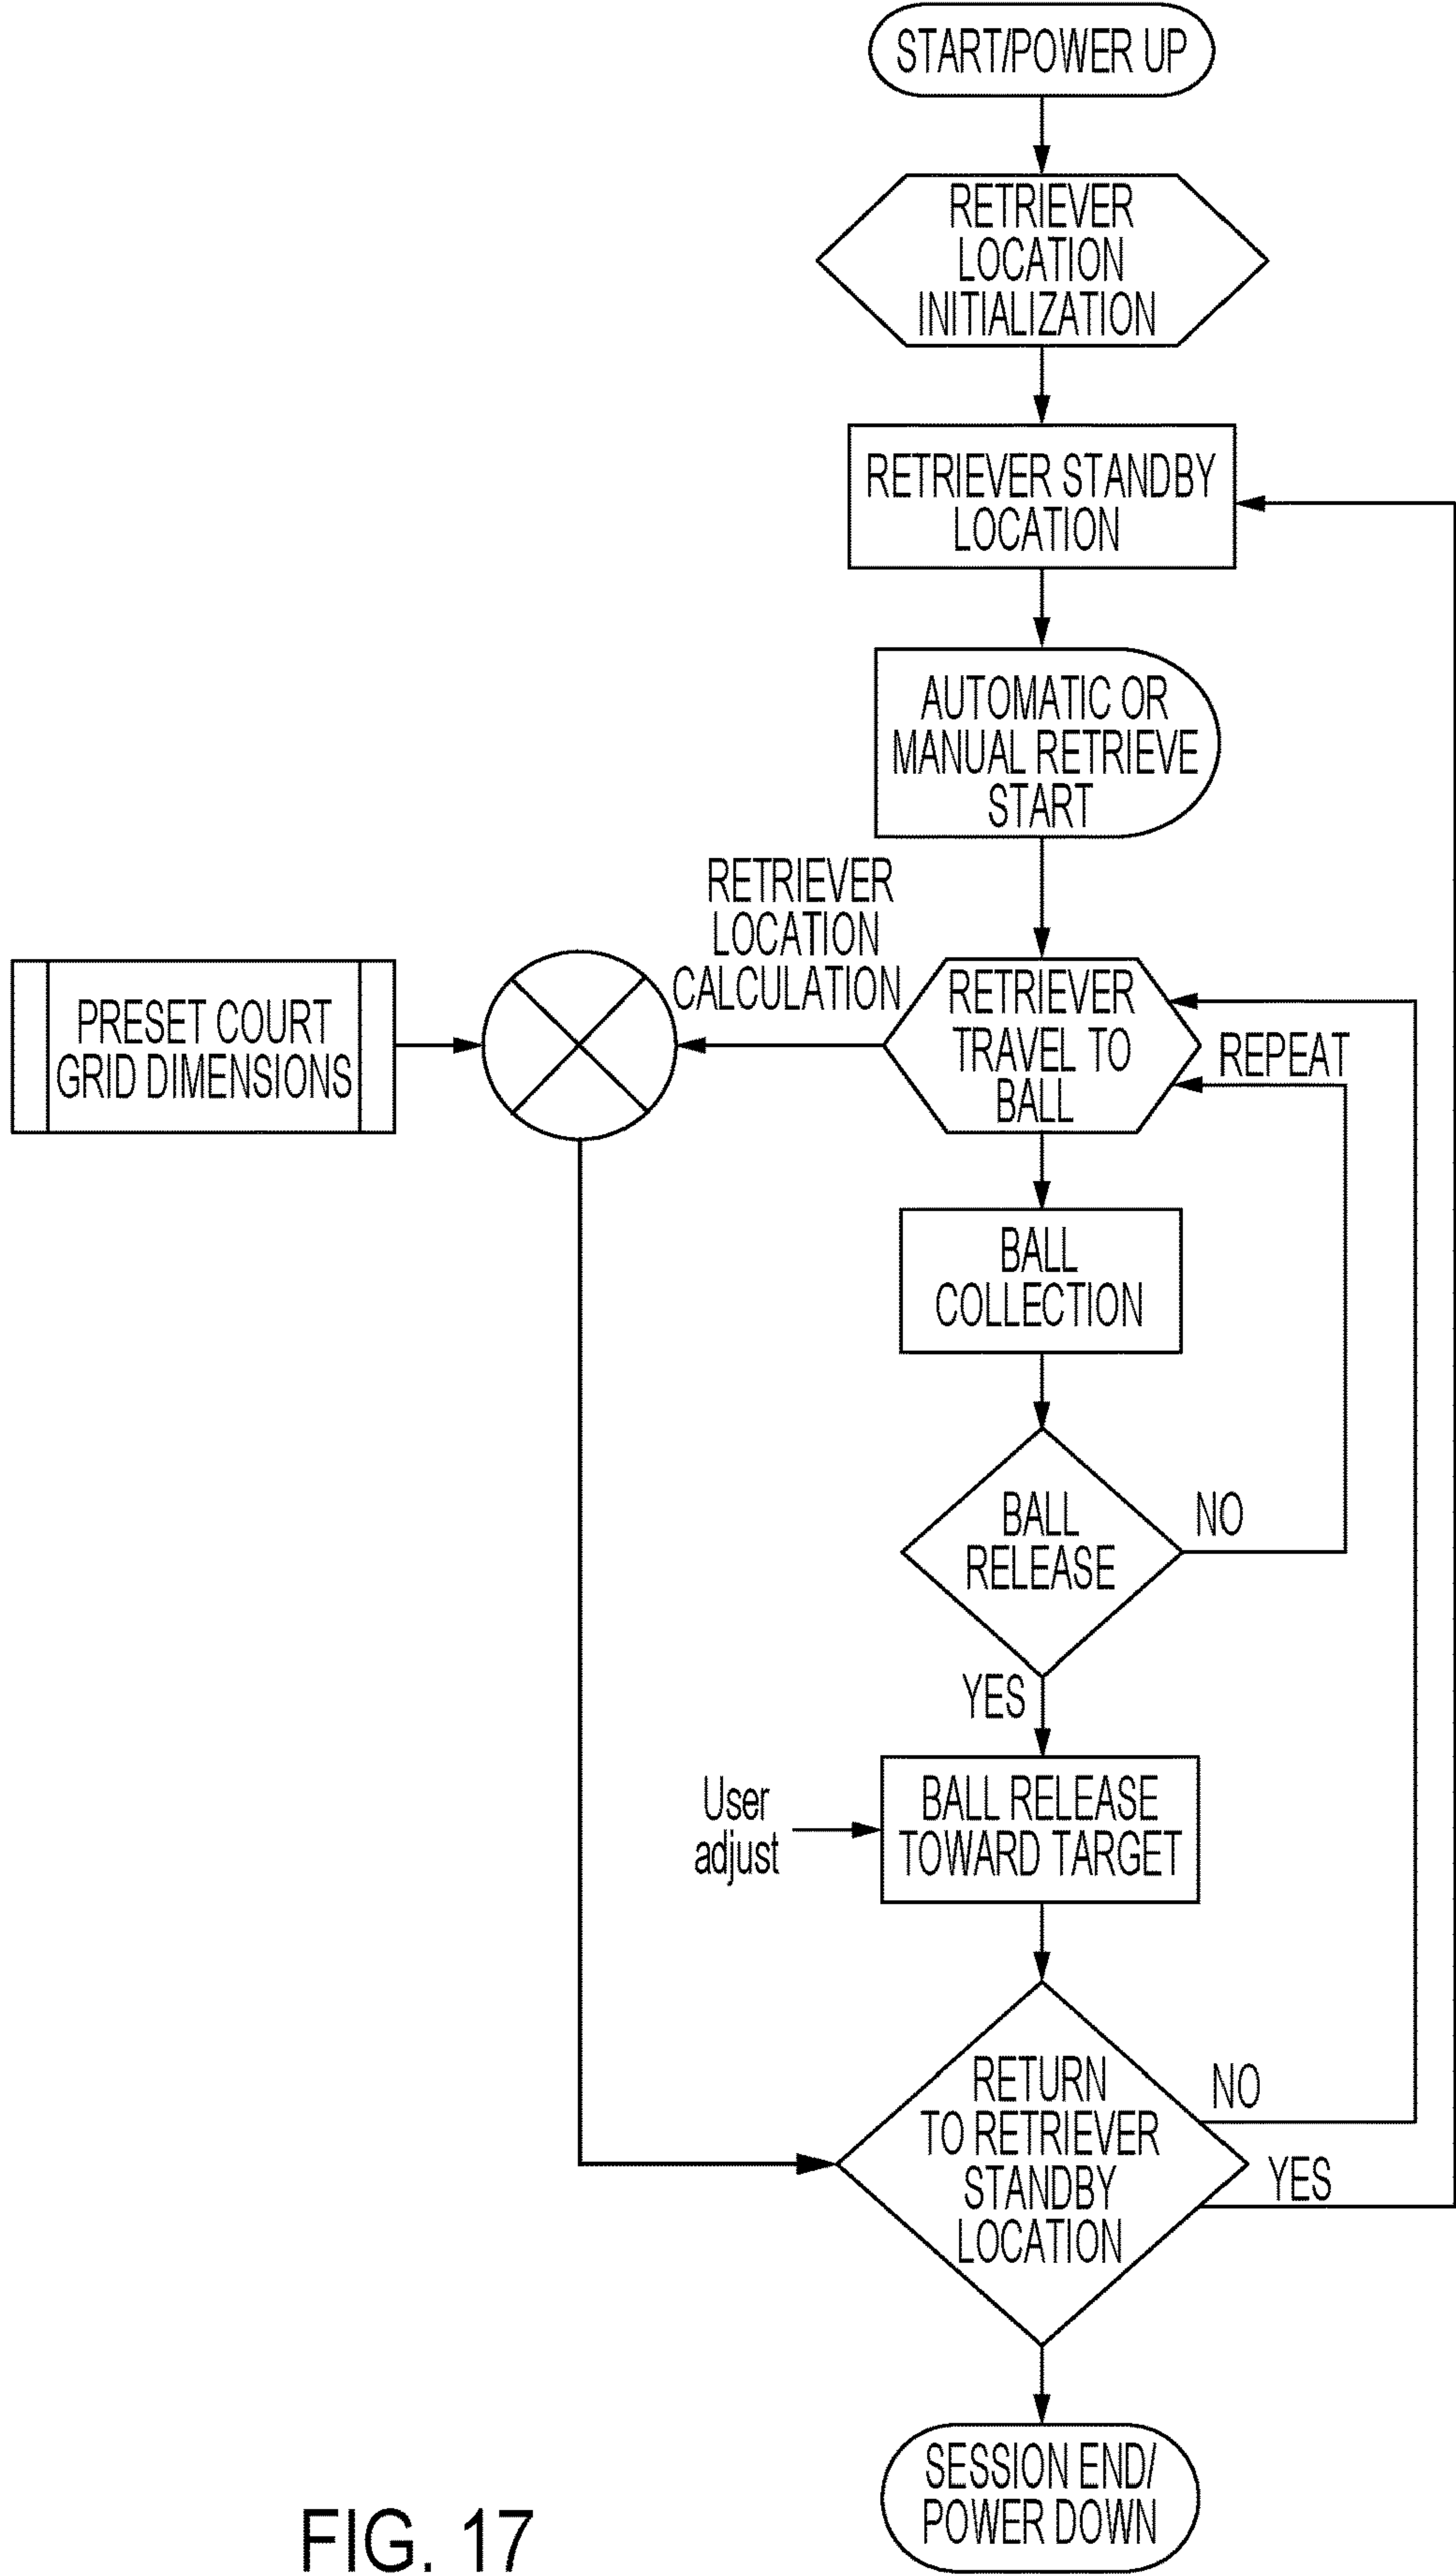 START/POWER UP
RETRIEVER
LOCATION
INITIALIZATION
RETRIEVER STANDBY
LOCATION
AUTOMATIC OR
MANUAL RETRIEVE
START
RETRIEVER
LOCATION
CALCULATION
PRESET COURT
GRID DIMENSIONS
RETRIEVER
TRAVEL TO
BALL
REPEAT
BALL
COLLECTION
BALL
RELEASE
NO
YES
User
adjust
BALL RELEASE
TOWARD TARGET
RETURN
TO RETRIEVER
STANDBY
LOCATION
NO
YES
SESSION END/
POWER DOWN
FIG. 17